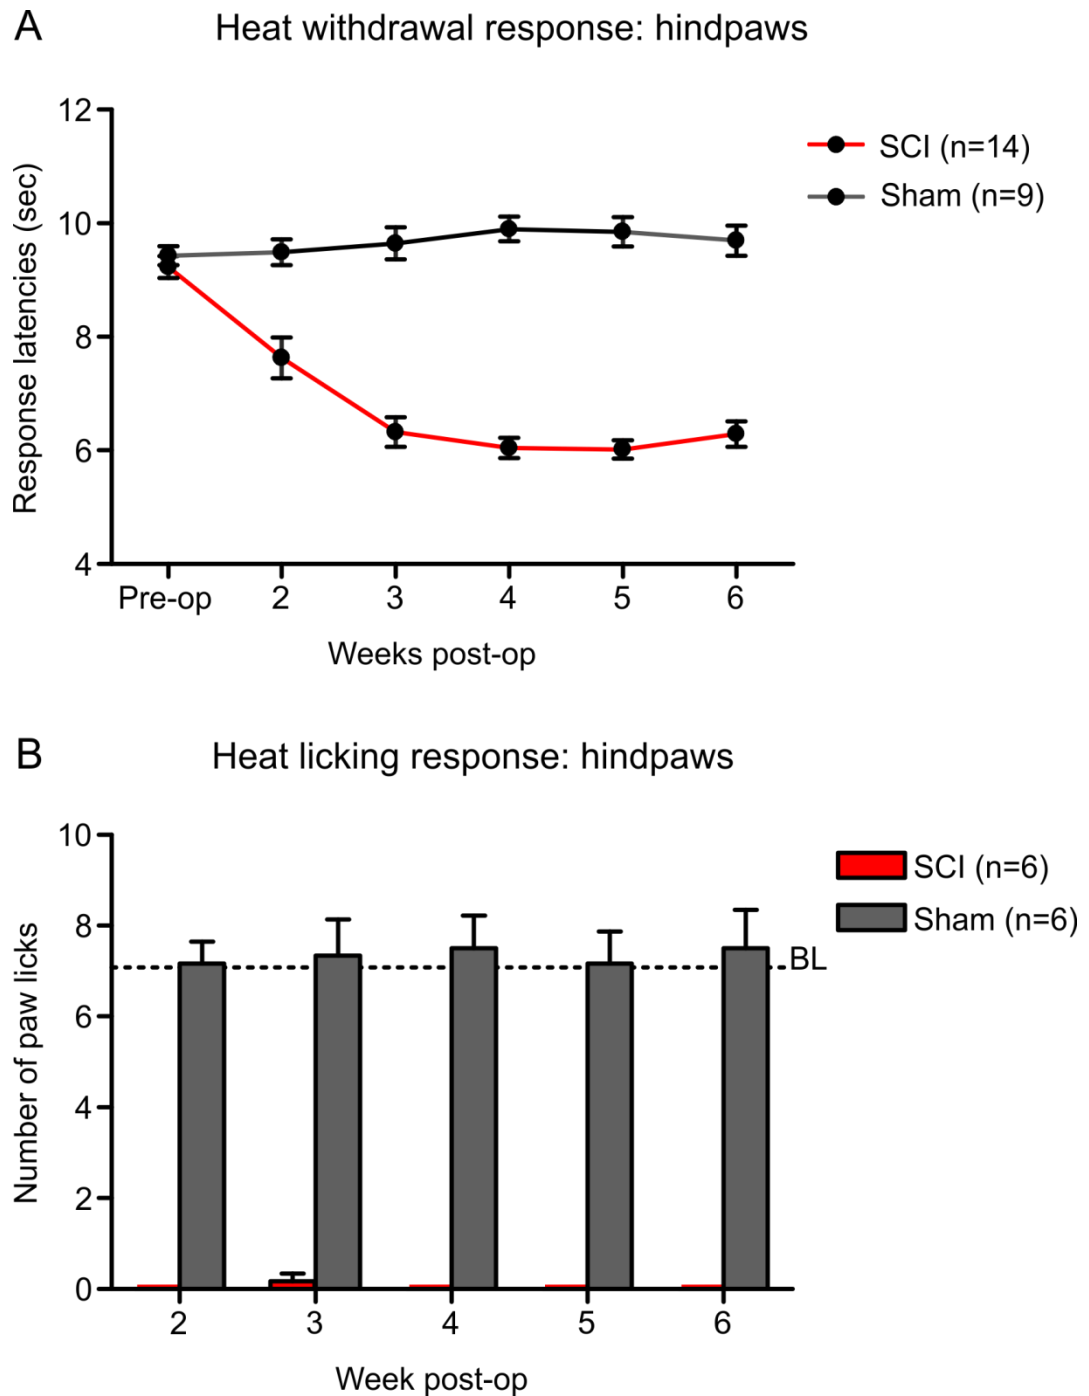 A
Heat withdrawal response: hindpaws
12
10
8
6
4
Response latencies (sec)
SCI (n=14)
Sham (n=9)
Pre-op 2 3 4 5 6
Weeks post-op
B
Heat licking response: hindpaws
10
8
6
4
2
0
Number of paw licks
SCI (n=6)
Sham (n=6)
BL
2 3 4 5 6
Week post-op